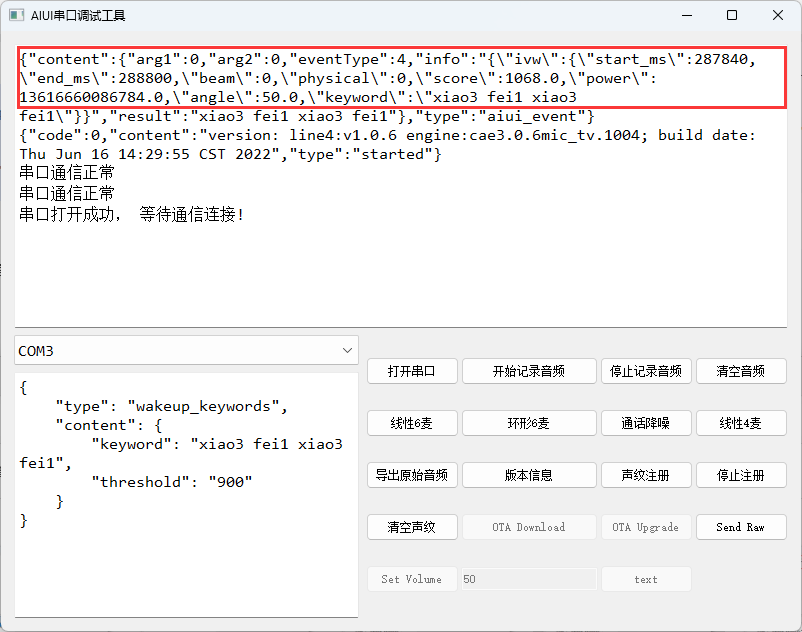 AIUI串口调试工具
{"content":{"arg1":0,"arg2":0,"eventType":4,"info":"{\"ivw\":{\"start_ms\":287840,
\"end_ms\":288800,\"beam\":0,\"physical\":0,\"score\":1068.0,\"power\":
13616660086784.0,\"angle\":50.0,\"keyword\":\"xiao3 fei1 xiao3
fei1\"}}","result":"xiao3 fei1 xiao3 fei1"},"type":"aiui_event"}
{"code":0,"content":"version: line4:v1.0.6 engine:cae3.0.6mic_tv.1004; build date:
Thu Jun 16 14:29:55 CST 2022","type":"started"}
串口通信正常
串口通信正常
串口打开成功, 等待通信连接!
COM3
{
    "type": "wakeup_keywords",
    "content": {
        "keyword": "xiao3 fei1 xiao3
fei1",
        "threshold": "900"
    }
}
打开串口 开始记录音频 停止记录音频 清空音频
线性6麦 环形6麦 通话降噪 线性4麦
导出原始音频 版本信息 声纹注册 停止注册
清空声纹 OTA Download OTA Upgrade Send Raw
Set Volume 50 text